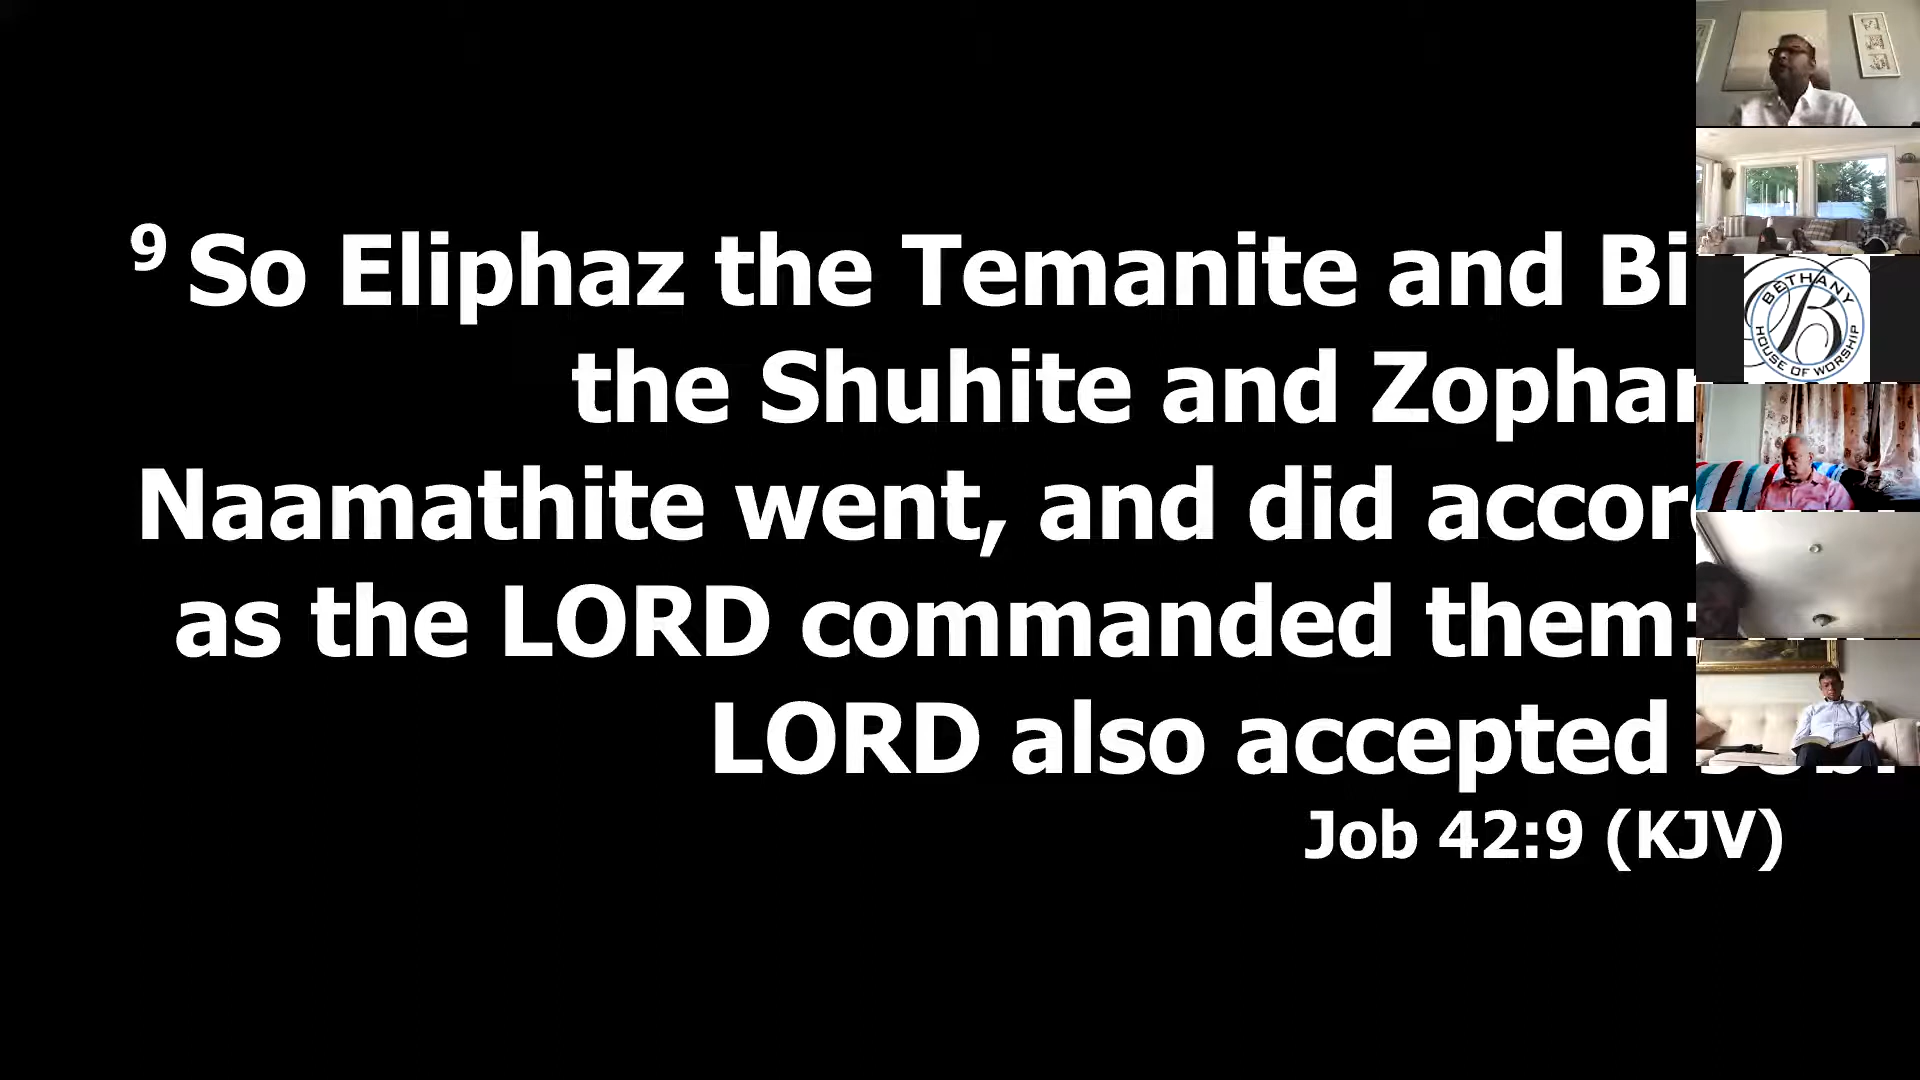 9 So Eliphaz the Temanite and Bi
the Shuhite and Zophar
Naamathite went, and did accor
as the LORD commanded them:
LORD also accepted
Job 42:9 (KJV)
BETHANY
B
HOUSE OF WORSHIP